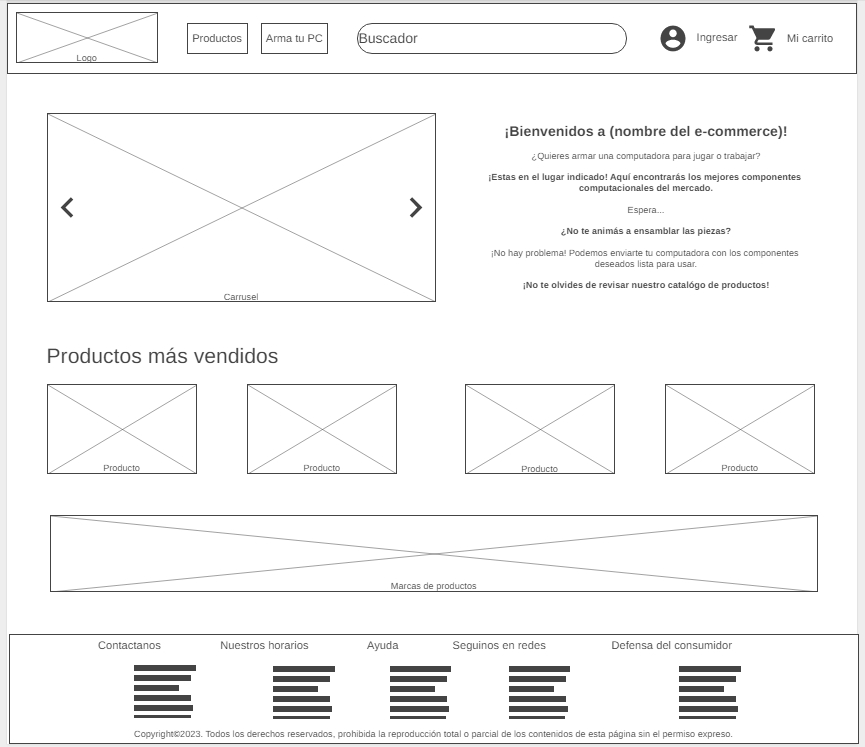 Logo
Productos
Arma tu PC
Buscador
Ingresar
Mi carrito
¡Bienvenidos a (nombre del e-commerce)!
¿Quieres armar una computadora para jugar o trabajar?
¡Estas en el lugar indicado! Aquí encontrarás los mejores componentes
computacionales del mercado.
Espera...
¿No te animás a ensamblar las piezas?
¡No hay problema! Podemos enviarte tu computadora con los componentes
deseados lista para usar.
¡No te olvides de revisar nuestro catalógo de productos!
Carrusel
Productos más vendidos
Producto
Producto
Producto
Producto
Marcas de productos
Contactanos
Nuestros horarios
Ayuda
Seguinos en redes
Defensa del consumidor
Copyright©2023. Todos los derechos reservados, prohibida la reproducción total o parcial de los contenidos de esta página sin el permiso expreso.